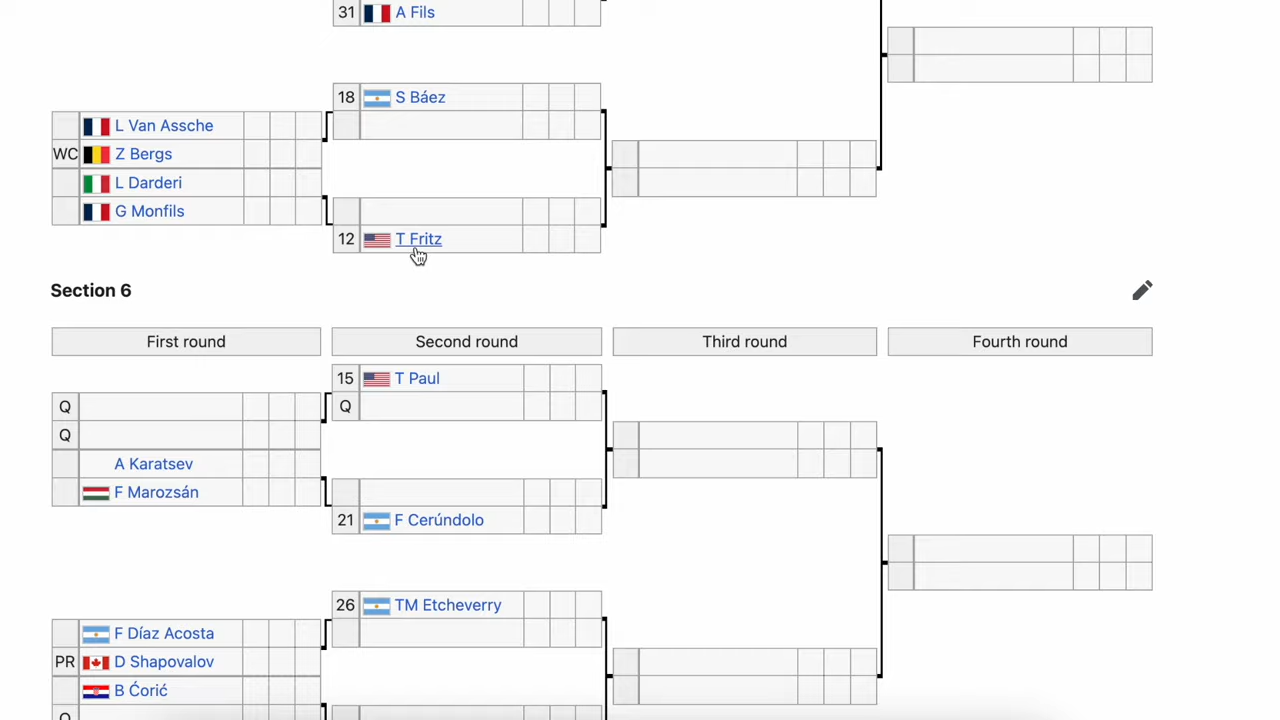 31 A Fils
18 S Báez
L Van Assche
WC Z Bergs
L Darderi
G Monfils
12 T Fritz
Section 6
First round Second round Third round Fourth round
15 T Paul
Q Q
Q
A Karatsev
F Marozsán
21 F Cerúndolo
26 TM Etcheverry
F Díaz Acosta
PR D Shapovalov
B Ćorić
Q